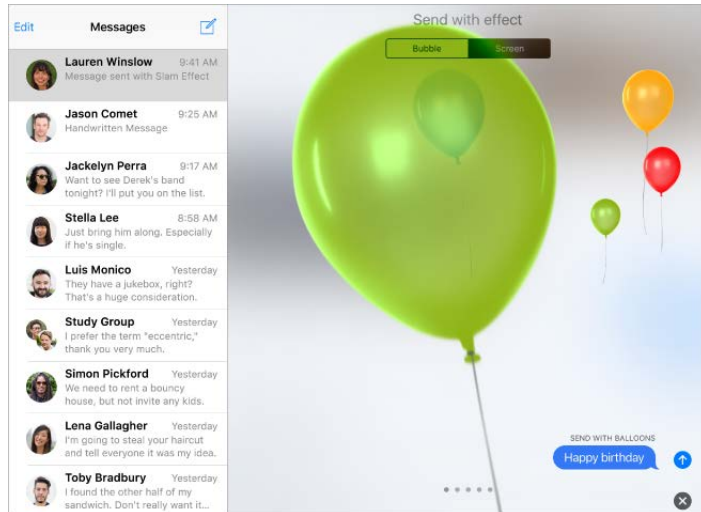 Edit
Messages
Lauren Winslow
9:41 AM
Message sent with Slam Effect
Jason Comet
9:25 AM
Handwritten Message
Jackelyn Perra
9:17 AM
Want to see Derek's band
tonight? I'll put you on the list.
Stella Lee
8:58 AM
Just bring him along. Especially
if he's single.
Luis Monico
Yesterday
They have a jukebox, right?
That's a huge consideration.
Study Group
Yesterday
I prefer the term "eccentric,"
thank you very much.
Simon Pickford
Yesterday
We need to rent a bouncy
house, but not invite any kids.
Lena Gallagher
Yesterday
I'm going to steal your haircut
and tell everyone it was my idea.
Toby Bradbury
Yesterday
I found the other half of my
sandwich. Don't really want it...
Send with effect
Bubble
Screen
SEND WITH BALLOONS
Happy birthday